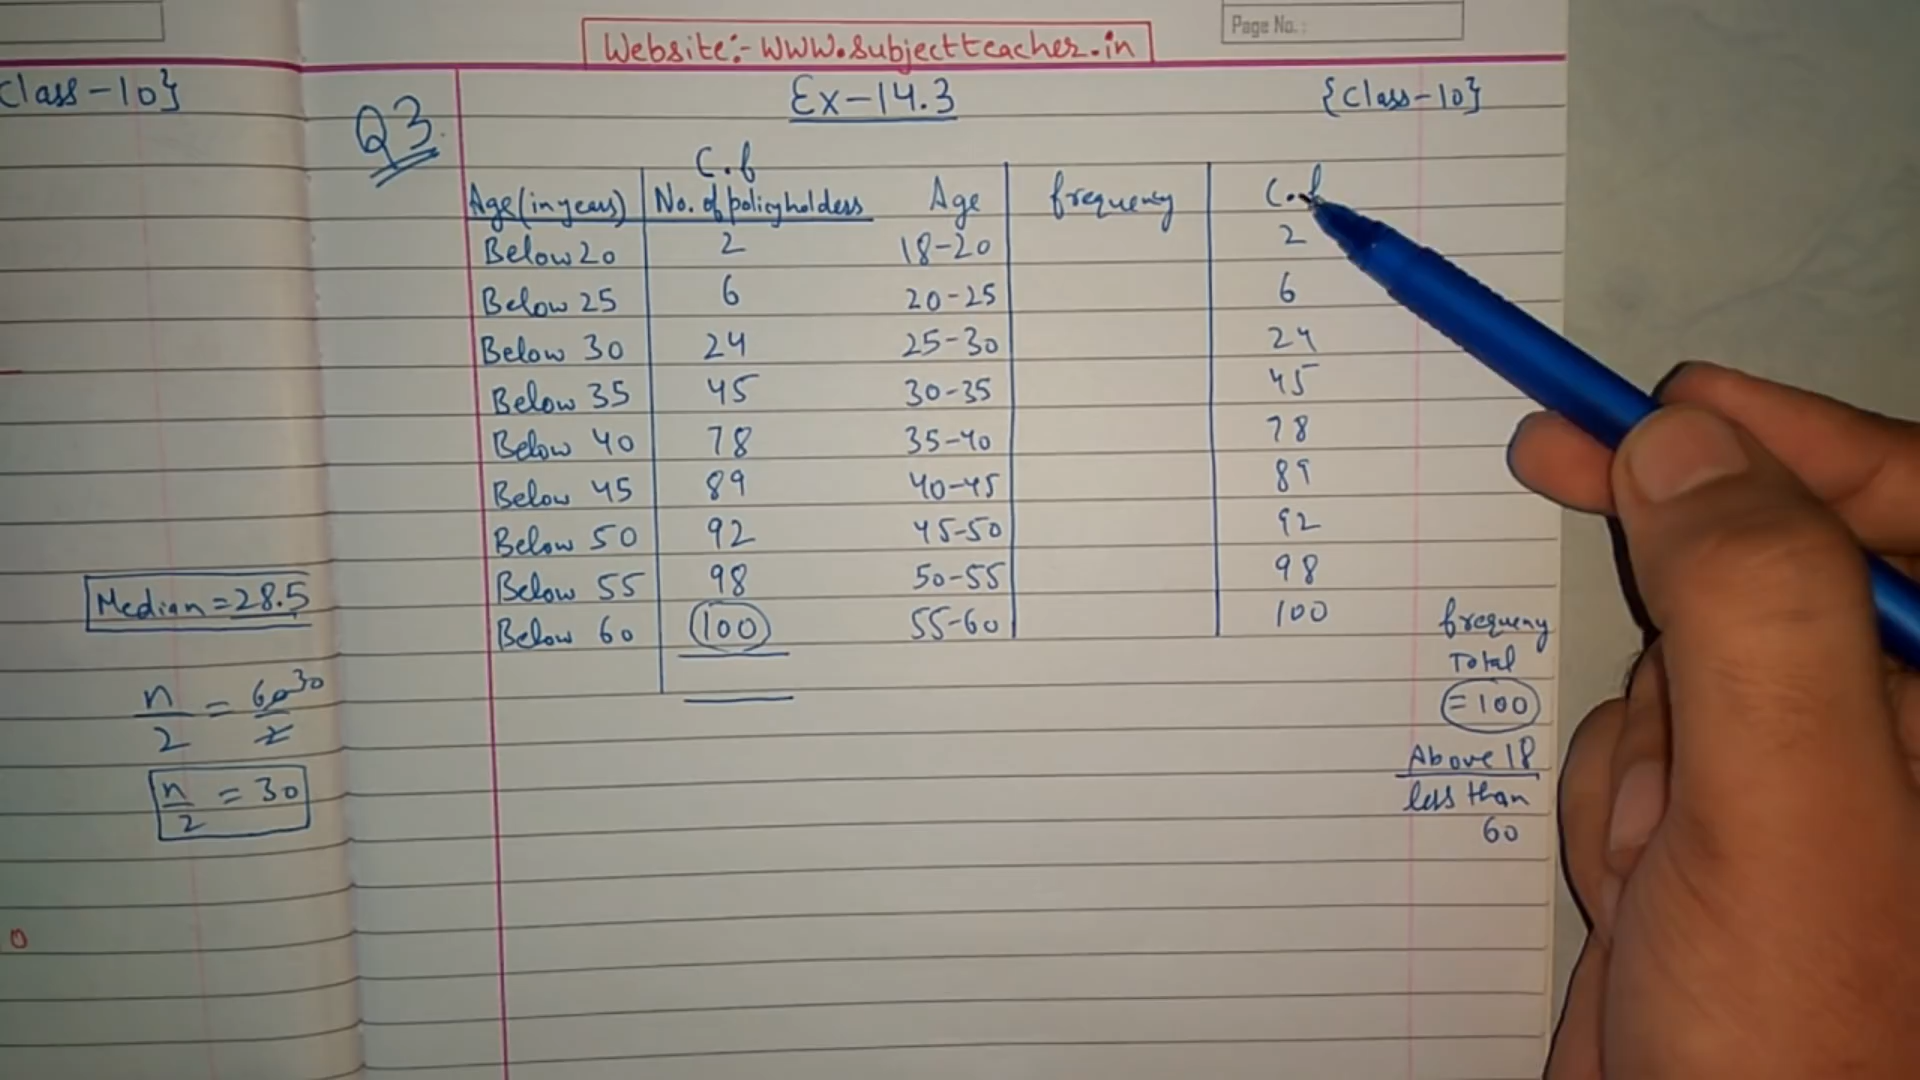 Page No. :
Website:- www.subjectteacher.in
Class-10}
Q3
Ex-14.3
{Class-10}
C.f
Age(in years) No. of policyholders Age frequency C.f
Below 20 2 18-20 2
Below 25 6 20-25 6
Below 30 24 25-30 24
Below 35 45 30-35 45
Below 40 78 35-40 78
Below 45 89 40-45 89
Below 50 92 45-50 92
Below 55 98 50-55 98
Below 60 100 55-60 100
frequeny
Total
=100
Above 18
less than
60
Median = 28.5
n/2 = 60/2 30
n/2 = 30
0